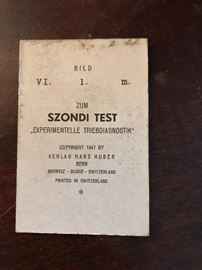 BILD
VI. 1. m.
ZUM
SZONDI TEST
„EXPERIMENTELLE TRIEBDIAGNOSTIK"
COPYRIGHT 1947 BY
VERLAG HANS HUBER
BERN
SCHWEIZ - SUISSE - SWITZERLAND
PRINTED IN SWITZERLAND
*